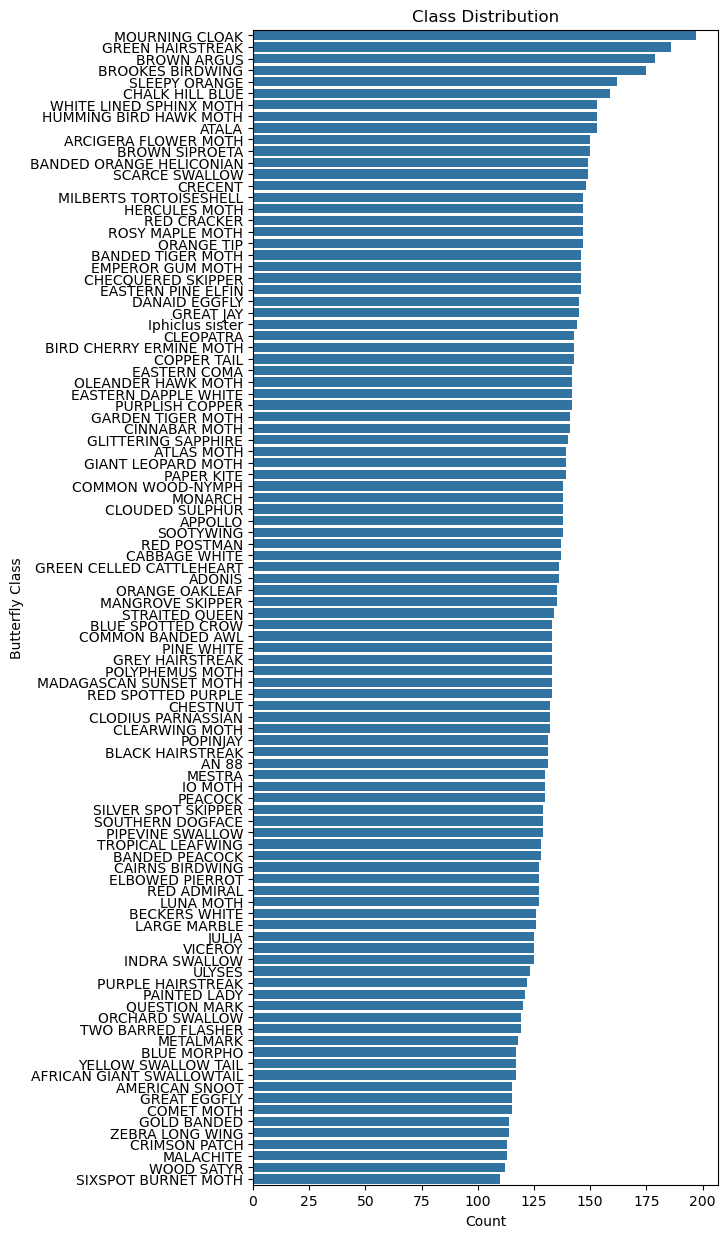 Class Distribution
MOURNING CLOAK
GREEN HAIRSTREAK
BROWN ARGUS
BROOKES BIRDWING
SLEEPY ORANGE
CHALK HILL BLUE
WHITE LINED SPHINX MOTH
HUMMING BIRD HAWK MOTH
ATALA
ARCIGERA FLOWER MOTH
BROWN SIPROETA
BANDED ORANGE HELICONIAN
SCARCE SWALLOW
CRECENT
MILBERTS TORTOISESHELL
HERCULES MOTH
RED CRACKER
ROSY MAPLE MOTH
ORANGE TIP
BANDED TIGER MOTH
EMPEROR GUM MOTH
CHECQUERED SKIPPER
EASTERN PINE ELFIN
DANAID EGGFLY
GREAT JAY
Iphiclus sister
CLEOPATRA
BIRD CHERRY ERMINE MOTH
COPPER TAIL
EASTERN COMA
OLEANDER HAWK MOTH
EASTERN DAPPLE WHITE
PURPLISH COPPER
GARDEN TIGER MOTH
CINNABAR MOTH
GLITTERING SAPPHIRE
ATLAS MOTH
GIANT LEOPARD MOTH
PAPER KITE
COMMON WOOD-NYMPH
MONARCH
CLOUDED SULPHUR
APPOLLO
SOOTYWING
RED POSTMAN
CABBAGE WHITE
GREEN CELLED CATTLEHEART
ADONIS
ORANGE OAKLEAF
MANGROVE SKIPPER
STRAITED QUEEN
BLUE SPOTTED CROW
COMMON BANDED AWL
PINE WHITE
GREY HAIRSTREAK
POLYPHEMUS MOTH
MADAGASCAN SUNSET MOTH
RED SPOTTED PURPLE
CHESTNUT
CLODIUS PARNASSIAN
CLEARWING MOTH
POPINJAY
BLACK HAIRSTREAK
AN 88
MESTRA
IO MOTH
PEACOCK
SILVER SPOT SKIPPER
SOUTHERN DOGFACE
PIPEVINE SWALLOW
TROPICAL LEAFWING
BANDED PEACOCK
CAIRNS BIRDWING
ELBOWED PIERROT
RED ADMIRAL
LUNA MOTH
BECKERS WHITE
LARGE MARBLE
JULIA
VICEROY
INDRA SWALLOW
ULYSES
PURPLE HAIRSTREAK
PAINTED LADY
QUESTION MARK
ORCHARD SWALLOW
TWO BARRED FLASHER
METALMARK
BLUE MORPHO
YELLOW SWALLOW TAIL
AFRICAN GIANT SWALLOWTAIL
AMERICAN SNOOT
GREAT EGGFLY
COMET MOTH
GOLD BANDED
ZEBRA LONG WING
CRIMSON PATCH
MALACHITE
WOOD SATYR
SIXSPOT BURNET MOTH
Butterfly Class
0 25 50 75 100 125 150 175 200
Count